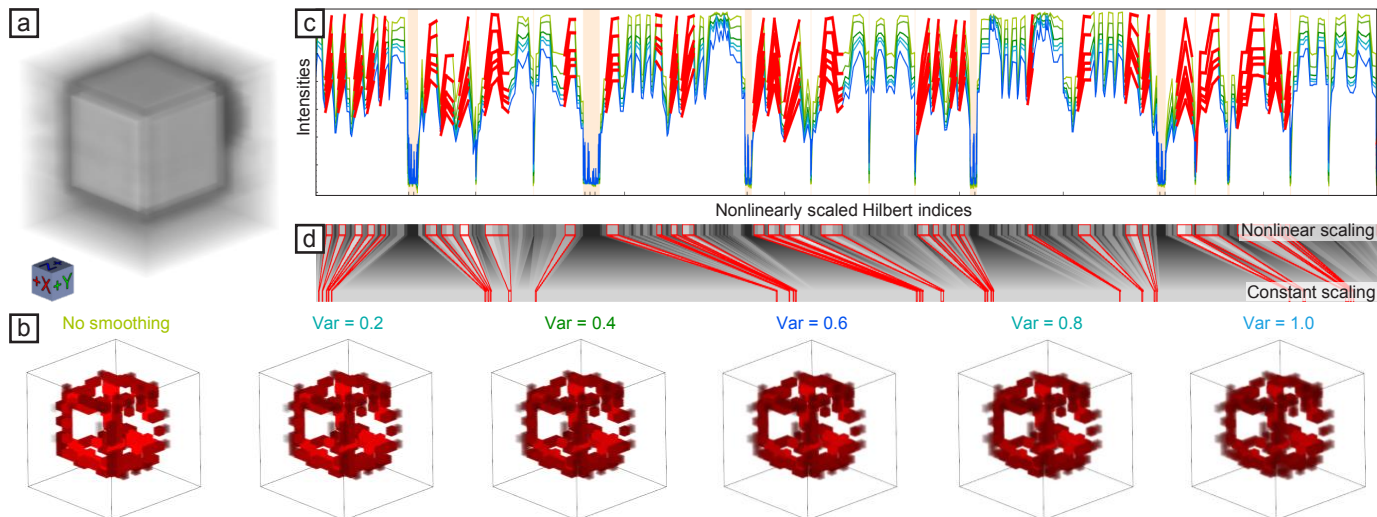 a
c
Intensities
Nonlinearly scaled Hilbert indices
d
Nonlinear scaling
Constant scaling
+X
+Y
b
No smoothing
Var = 0.2
Var = 0.4
Var = 0.6
Var = 0.8
Var = 1.0